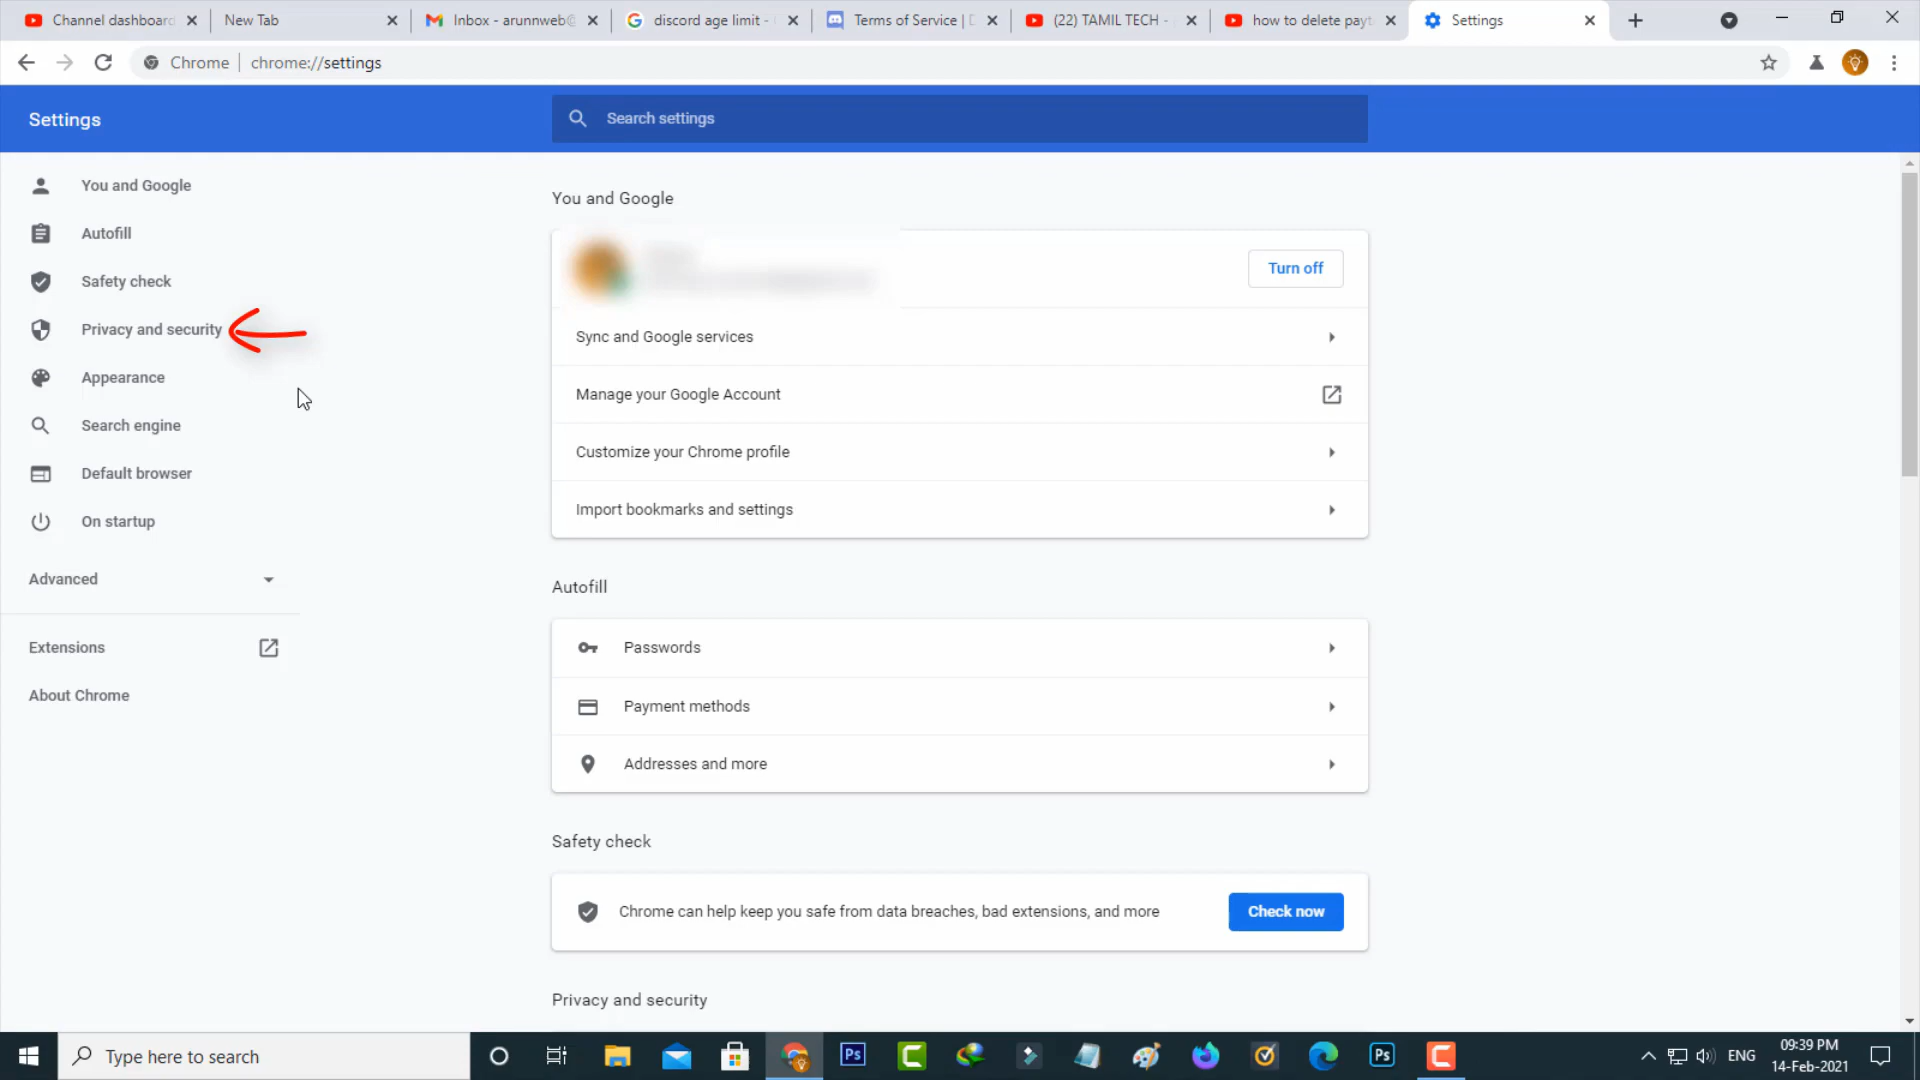 Channel dashboard
New Tab
Inbox - arunnweb@
discord age limit -
Terms of Service | D
(22) TAMIL TECH -
how to delete payt
Settings
Chrome
chrome://settings
Settings
Search settings
You and Google
Autofill
Safety check
Privacy and security
Appearance
Search engine
Default browser
On startup
Advanced
Extensions
About Chrome
You and Google
Turn off
Sync and Google services
Manage your Google Account
Customize your Chrome profile
Import bookmarks and settings
Autofill
Passwords
Payment methods
Addresses and more
Safety check
Chrome can help keep you safe from data breaches, bad extensions, and more
Check now
Privacy and security
Type here to search
Ps
Ps
ENG
09:39 PM
14-Feb-2021